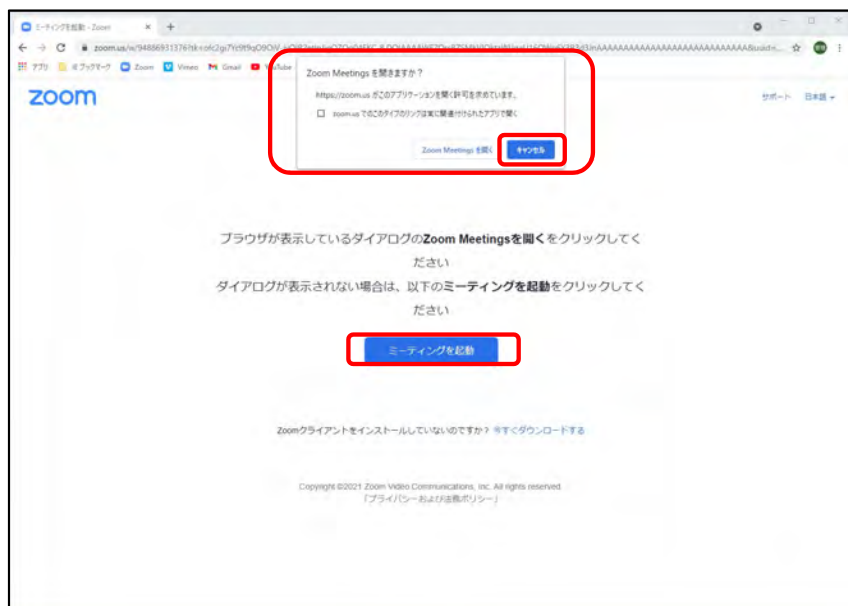 ミーティングを起動 - Zoom
アプリ ブックマーク Zoom Vimeo Gmail YouTube
zoom
サポート 日本語
Zoom Meetings を開きますか？
https://zoom.us がこのアプリケーションを開く許可を求めています。
zoom.us でのこのタイプのリンクは常に関連付けられたアプリで開く
Zoom Meetings を開く キャンセル
ブラウザが表示しているダイアログのZoom Meetingsを開くをクリックしてく
ださい
ダイアログが表示されない場合は、以下のミーティングを起動をクリックしてく
ださい
ミーティングを起動
Zoomクライアントをインストールしていないのですか？ 今すぐダウンロードする
Copyright ©2021 Zoom Video Communications, Inc. All rights reserved.
「プライバシーおよび法務ポリシー」